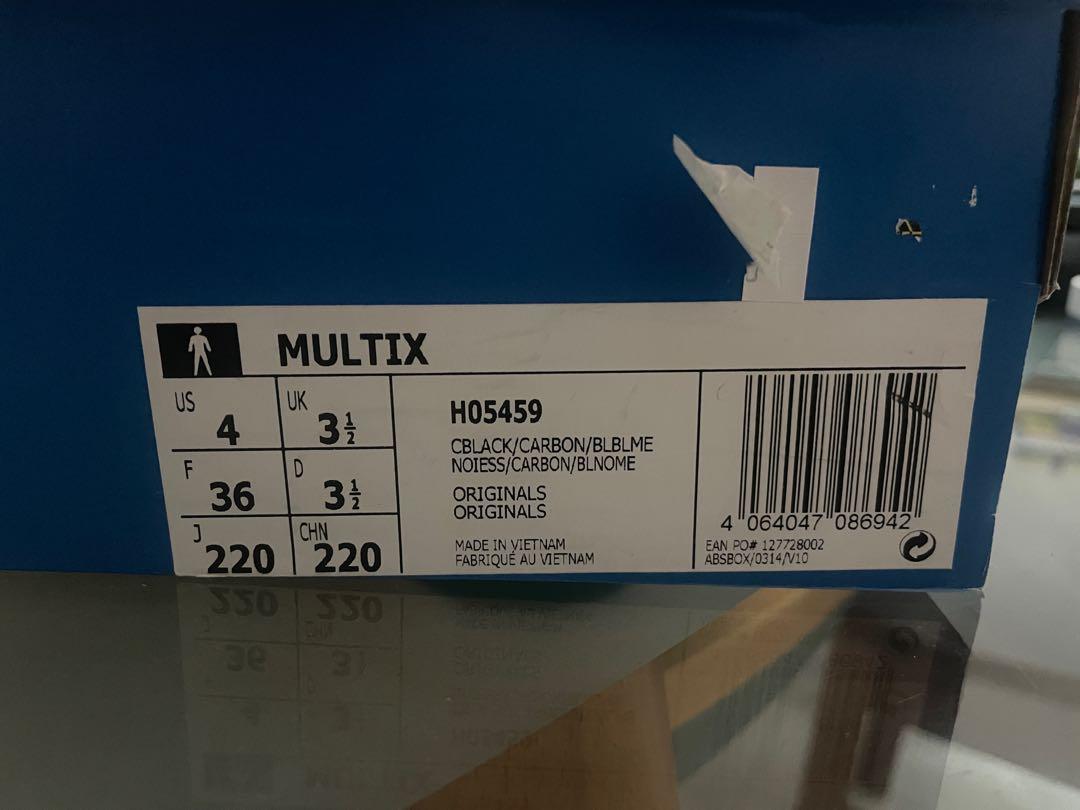 MULTIX
US 4 UK 3½
F 36 D 3½
J 220 CHN 220
H05459
CBLACK/CARBON/BLBLME
NOIESS/CARBON/BLNOME
ORIGINALS
ORIGINALS
MADE IN VIETNAM
FABRIQUÉ AU VIETNAM
4 064047 086942
EAN PO# 127728002
ABSBOX/0314/V10